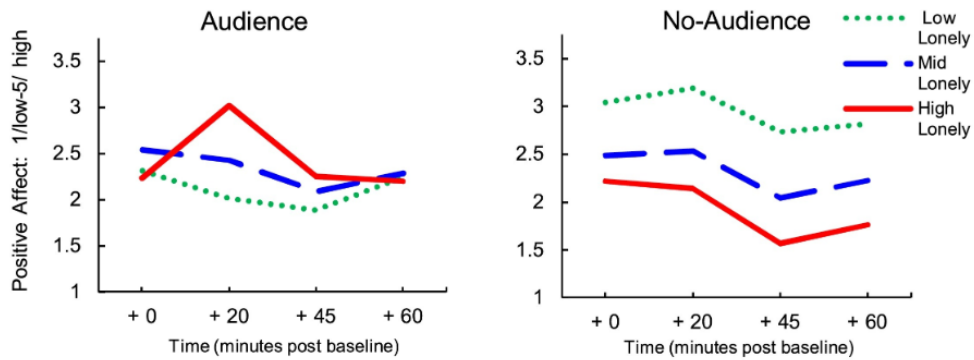 Audience
Positive Affect: 1/low-5/ high
3.5
3
2.5
2
1.5
1
+ 0
+ 20
+ 45
+ 60
Time (minutes post baseline)
No-Audience
3.5
3
2.5
2
1.5
1
+ 0
+ 20
+ 45
+ 60
Time (minutes post baseline)
Low
Lonely
Mid
Lonely
High
Lonely